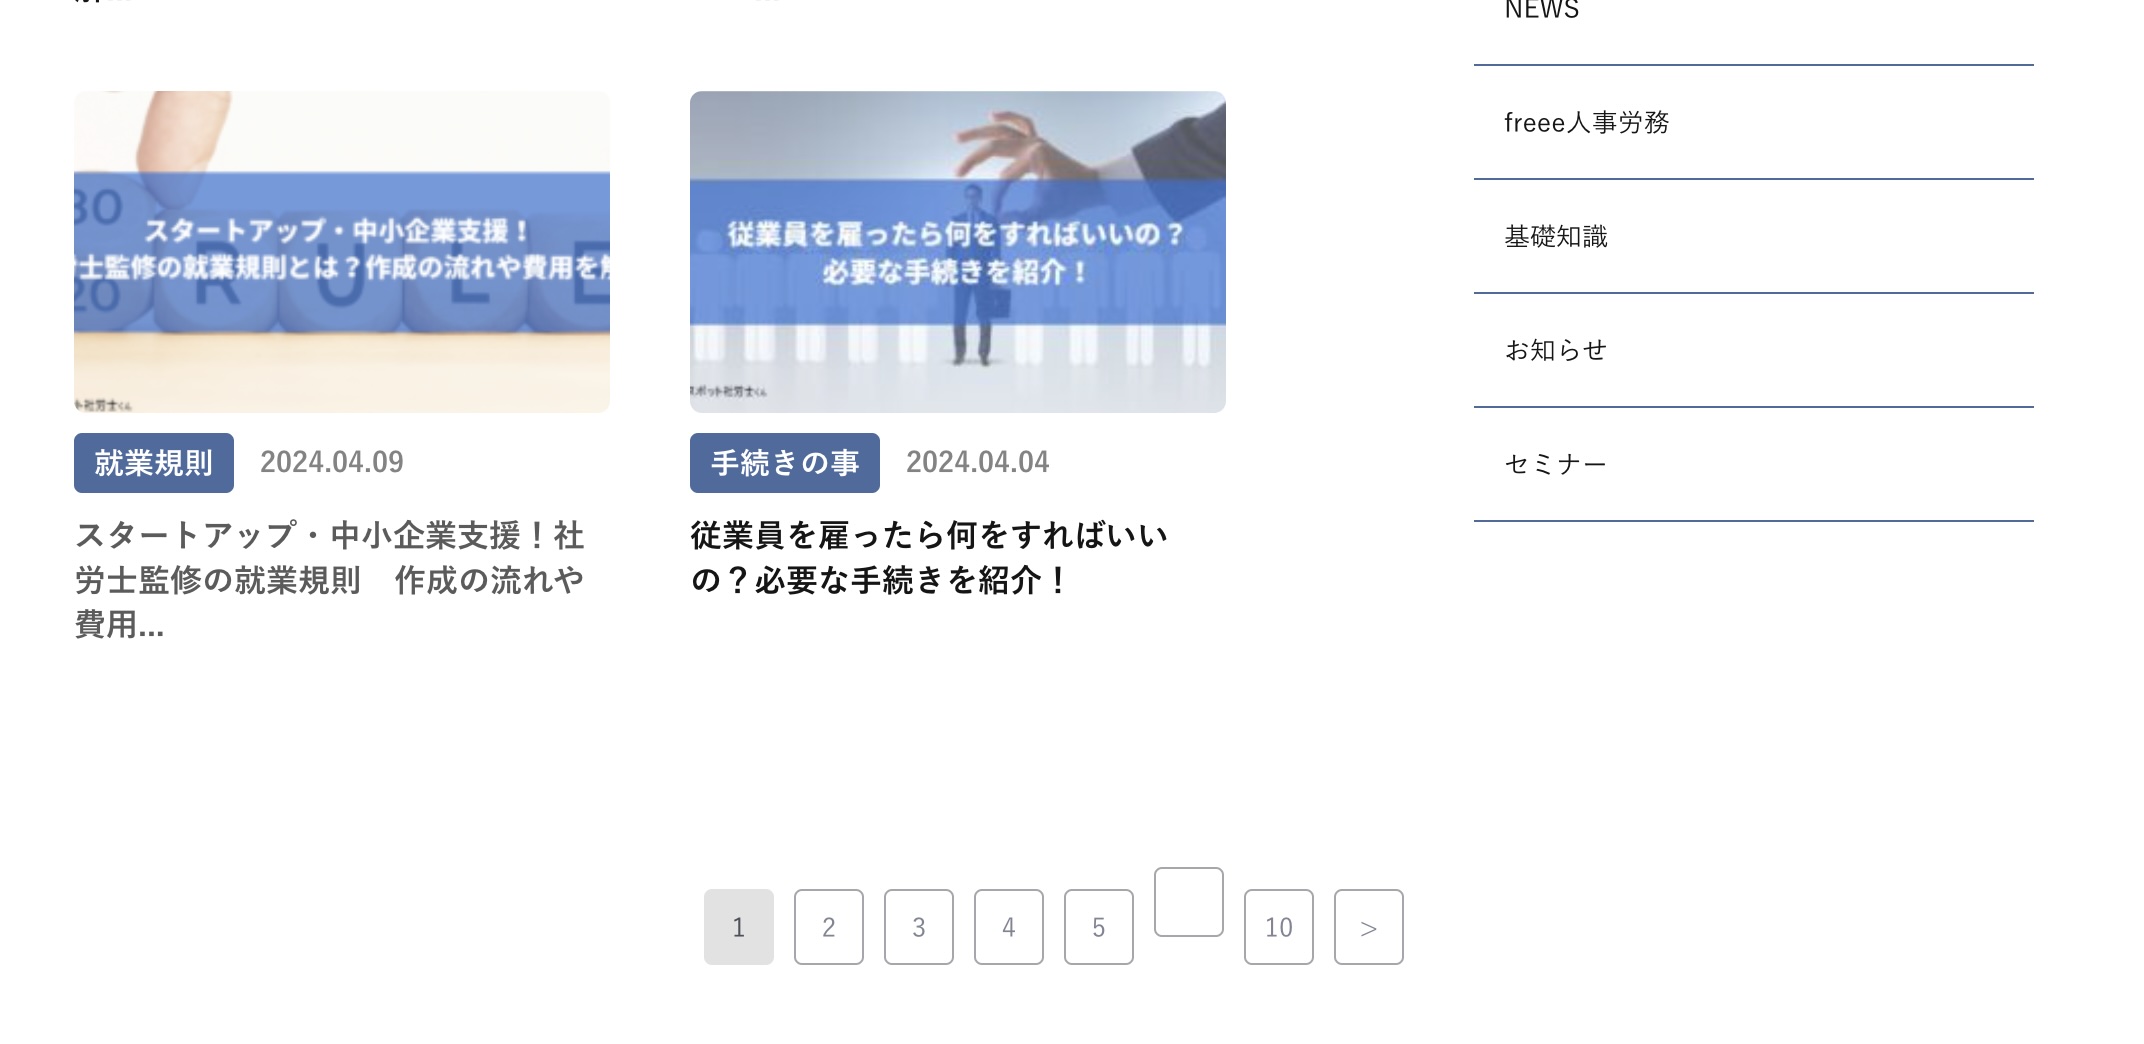 NEWS
スタートアップ・中小企業支援！
士監修の就業規則とは？作成の流れや費用を
30
20
R U L E
ト社労士くん
就業規則
2024.04.09
スタートアップ・中小企業支援！社
労士監修の就業規則　作成の流れや
費用...
従業員を雇ったら何をすればいいの？
必要な手続きを紹介！
スポット社労士くん
手続きの事
2024.04.04
従業員を雇ったら何をすればいい
の？必要な手続きを紹介！
freee人事労務
基礎知識
お知らせ
セミナー
1
2
3
4
5
10
>